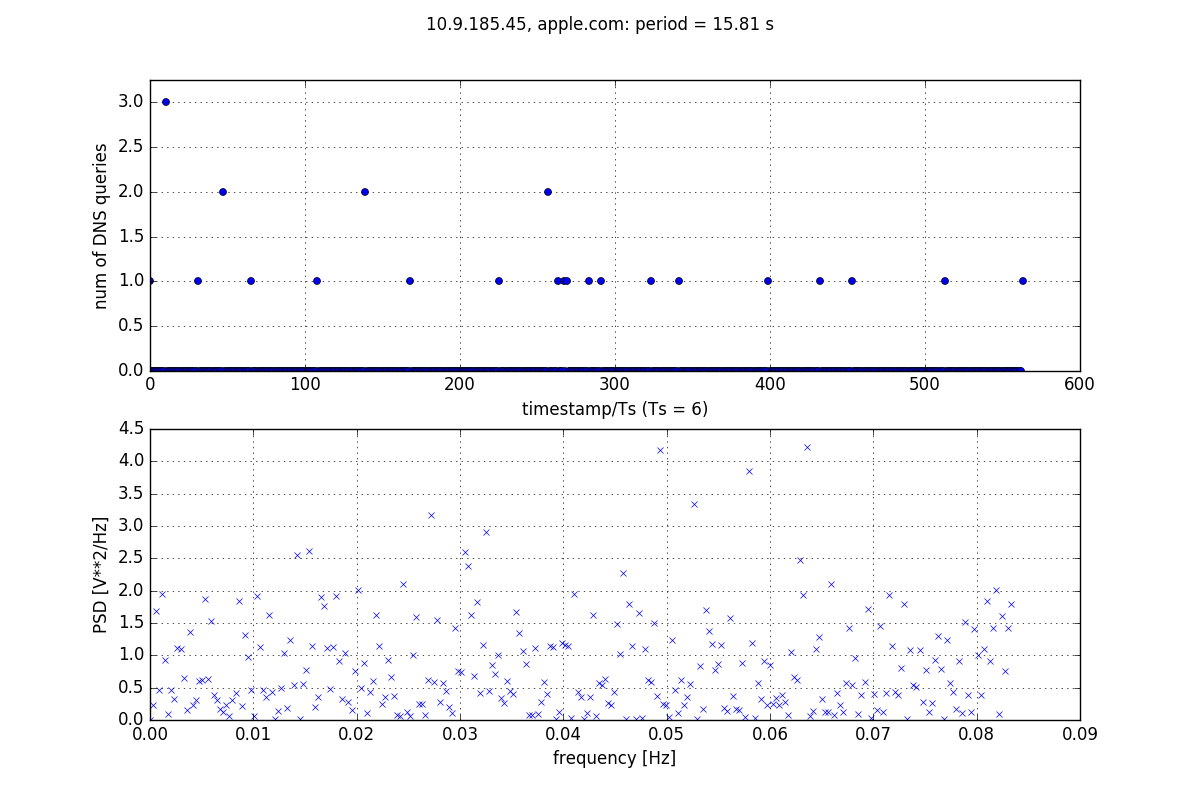 10.9.185.45, apple.com: period = 15.81 s
3.0
2.5
2.0
1.5
1.0
0.5
0.0
num of DNS queries
0 100 200 300 400 500 600
timestamp/Ts (Ts = 6)
4.5
4.0
3.5
3.0
2.5
2.0
1.5
1.0
0.5
0.0
PSD [V**2/Hz]
0.00 0.01 0.02 0.03 0.04 0.05 0.06 0.07 0.08 0.09
frequency [Hz]